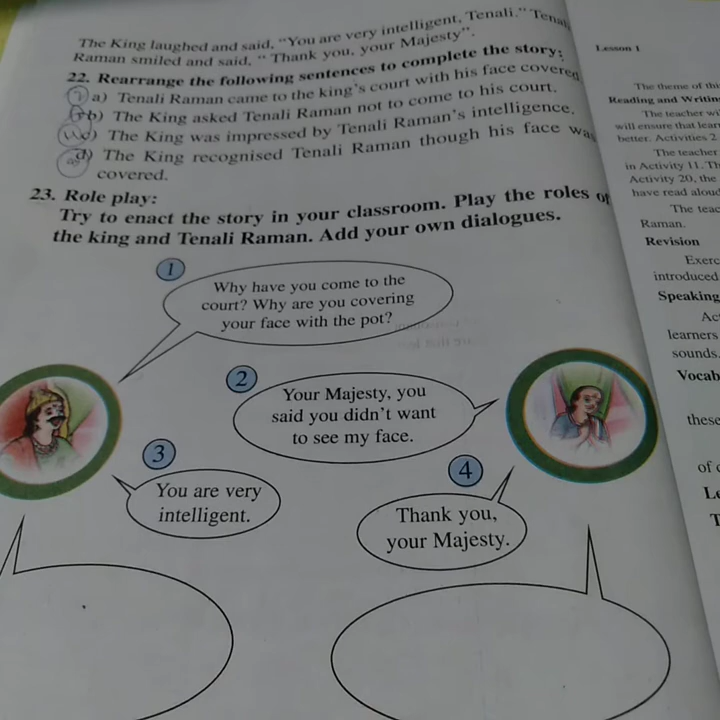 The King laughed and said, "You are very intelligent, Tenali." Tenali
Raman smiled and said, " Thank you, your Majesty".
22. Rearrange the following sentences to complete the story:
a) Tenali Raman came to the king's court with his face covered
b) The King asked Tenali Raman not to come to his court.
c) The King was impressed by Tenali Raman's intelligence.
d) The King recognised Tenali Raman though his face was
covered.
23. Role play:
Try to enact the story in your classroom. Play the roles of
the king and Tenali Raman. Add your own dialogues.
1
Why have you come to the
court? Why are you covering
your face with the pot?
2
Your Majesty, you
said you didn't want
to see my face.
3
You are very
intelligent.
4
Thank you,
your Majesty.
Lesson 1
The theme of thi
Reading and Writin
The teacher wi
will ensure that lear
better. Activities 2
The teacher
in Activity 11. Th
Activity 20, the
have read aloud
The teac
Raman.
Revision
Exerc
introduced
Speaking
Ac
learners
sounds.
Vocab
these
of c
Le
T